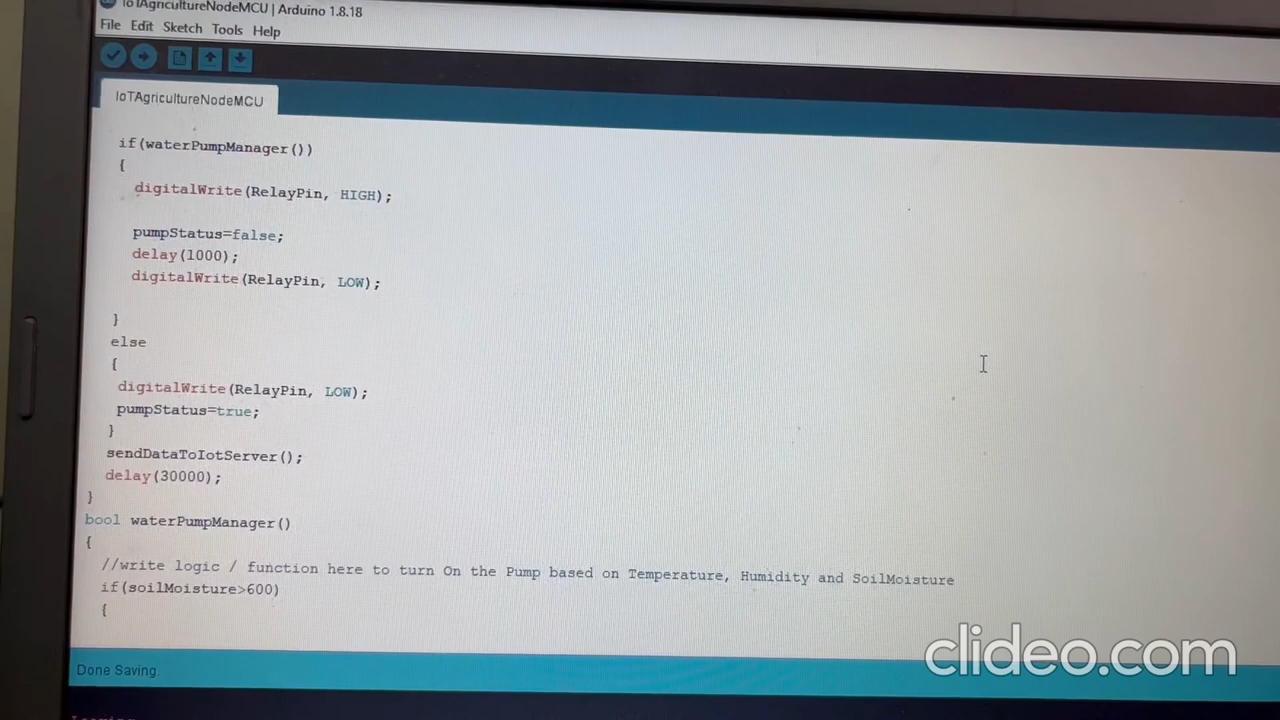 IoTAgricultureNodeMCU | Arduino 1.8.18
File Edit Sketch Tools Help
IoTAgricultureNodeMCU
if(waterPumpManager())
{
digitalWrite(RelayPin, HIGH);
pumpStatus=false;
delay(1000);
digitalWrite(RelayPin, LOW);
}
else
{
digitalWrite(RelayPin, LOW);
pumpStatus=true;
}
sendDataToIotServer();
delay(30000);
}
bool waterPumpManager()
{
//write logic / function here to turn On the Pump based on Temperature, Humidity and SoilMoisture
if(soilMoisture>600)
{
clideo.com
Done Saving.